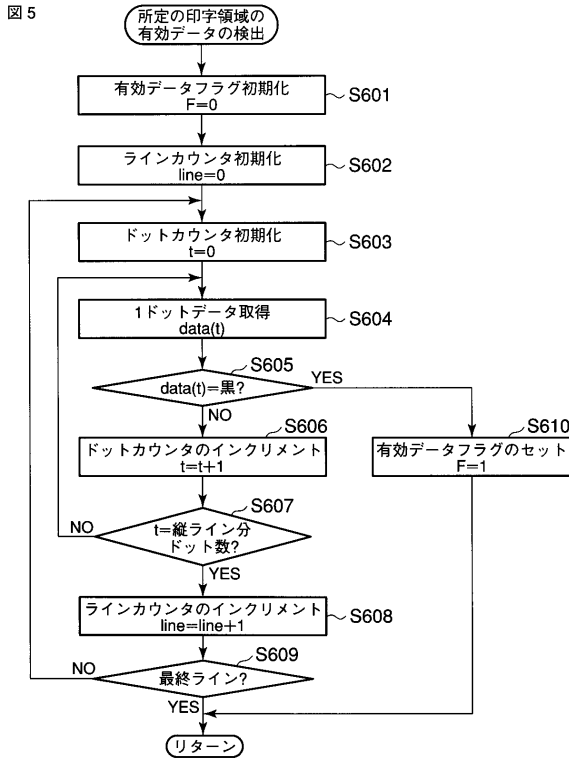 図5
所定の印字領域の
有効データの検出
有効データフラグ初期化
F=0
S601
ラインカウンタ初期化
line=0
S602
ドットカウンタ初期化
t=0
S603
1ドットデータ取得
data(t)
S604
S605
data(t)=黒?
YES
NO
S606
ドットカウンタのインクリメント
t=t+1
S610
有効データフラグのセット
F=1
S607
NO
t=縦ライン分
ドット数?
YES
ラインカウンタのインクリメント
line=line+1
S608
S609
NO
最終ライン?
YES
リターン